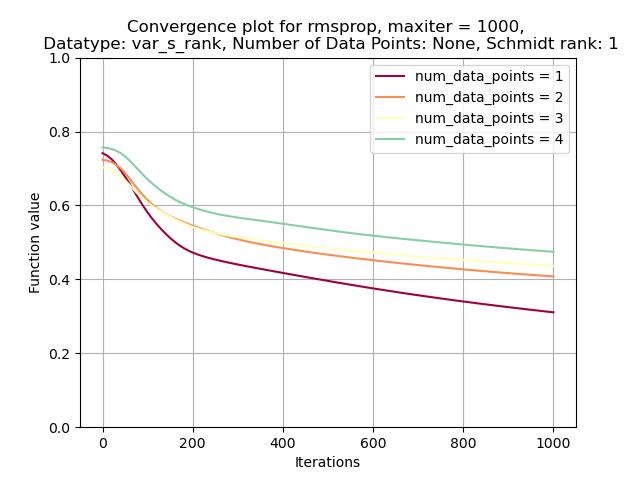 Convergence plot for rmsprop, maxiter = 1000,
Datatype: var_s_rank, Number of Data Points: None, Schmidt rank: 1
1.0
0.8
0.6
0.4
0.2
0.0
Function value
num_data_points = 1
num_data_points = 2
num_data_points = 3
num_data_points = 4
0 200 400 600 800 1000
Iterations